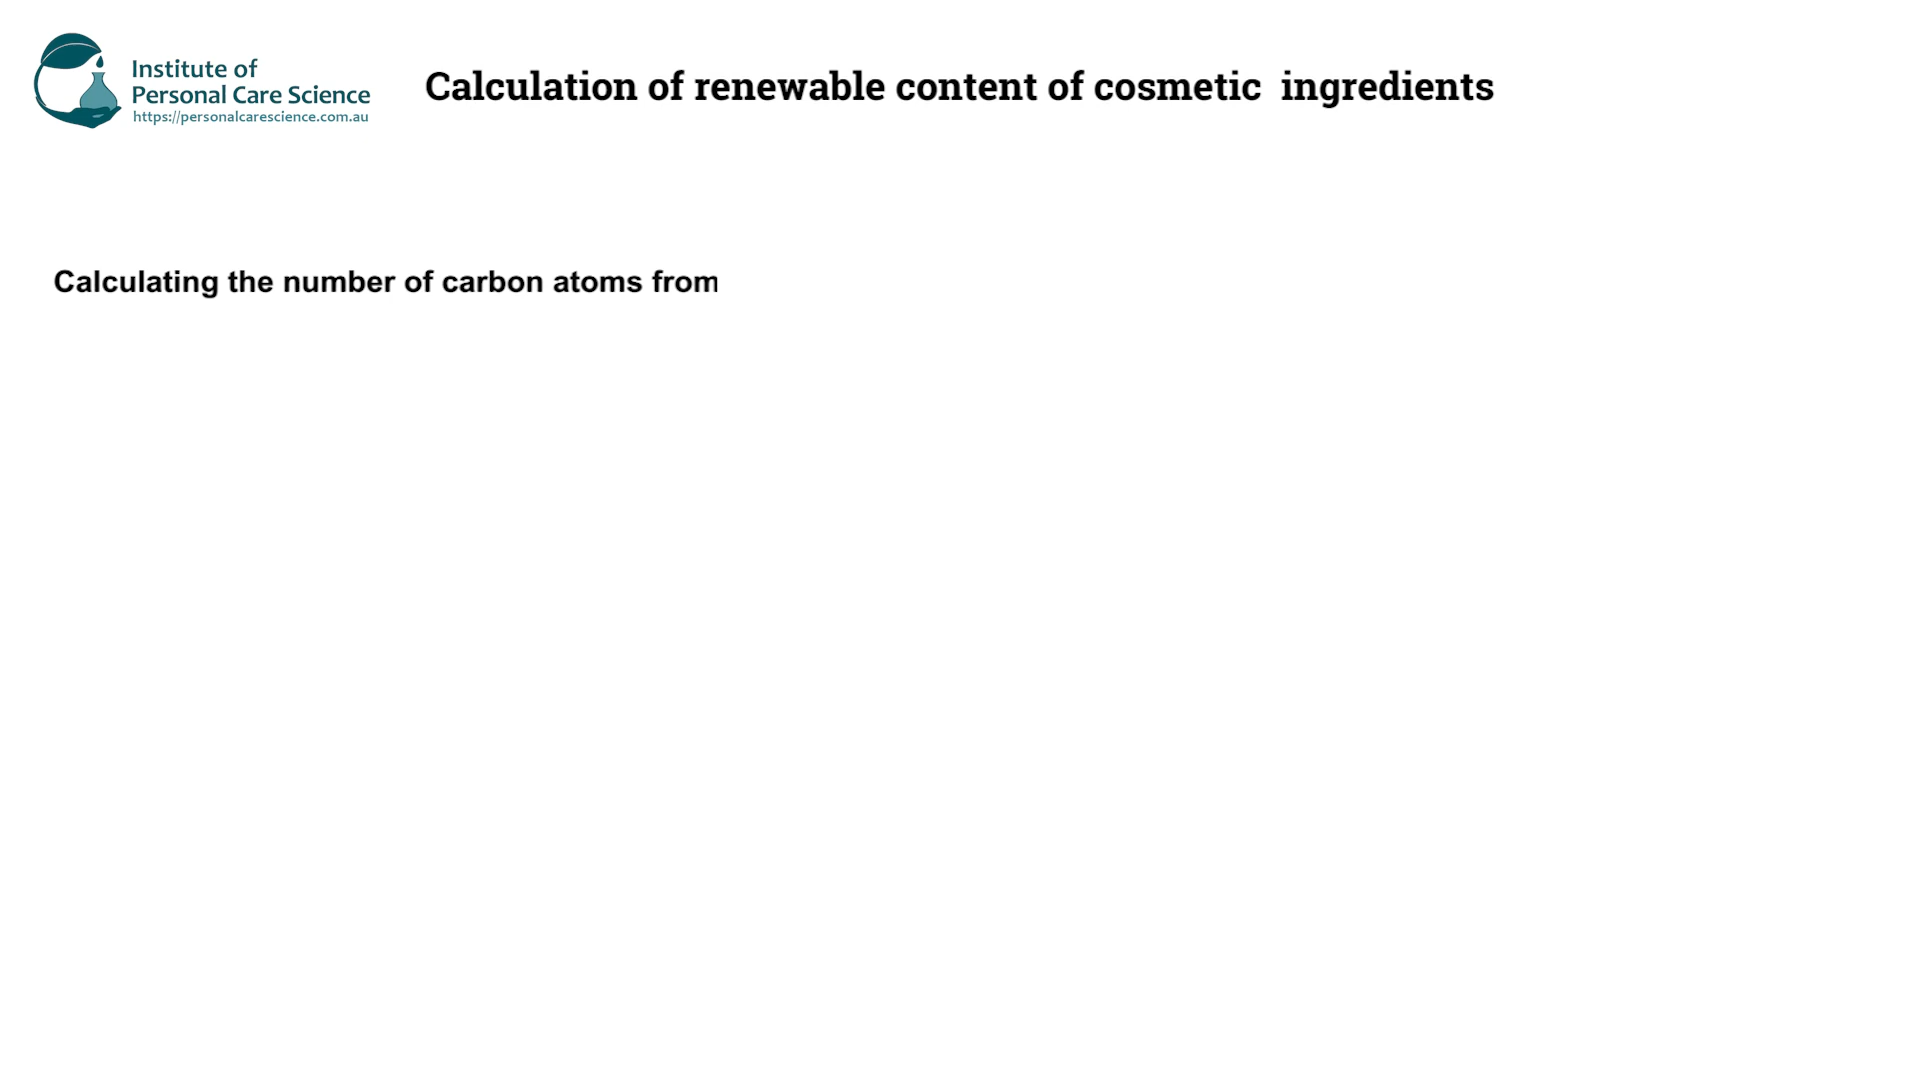 Institute of
Personal Care Science
https://personalcarescience.com.au
Calculation of renewable content of cosmetic ingredients
Calculating the number of carbon atoms from